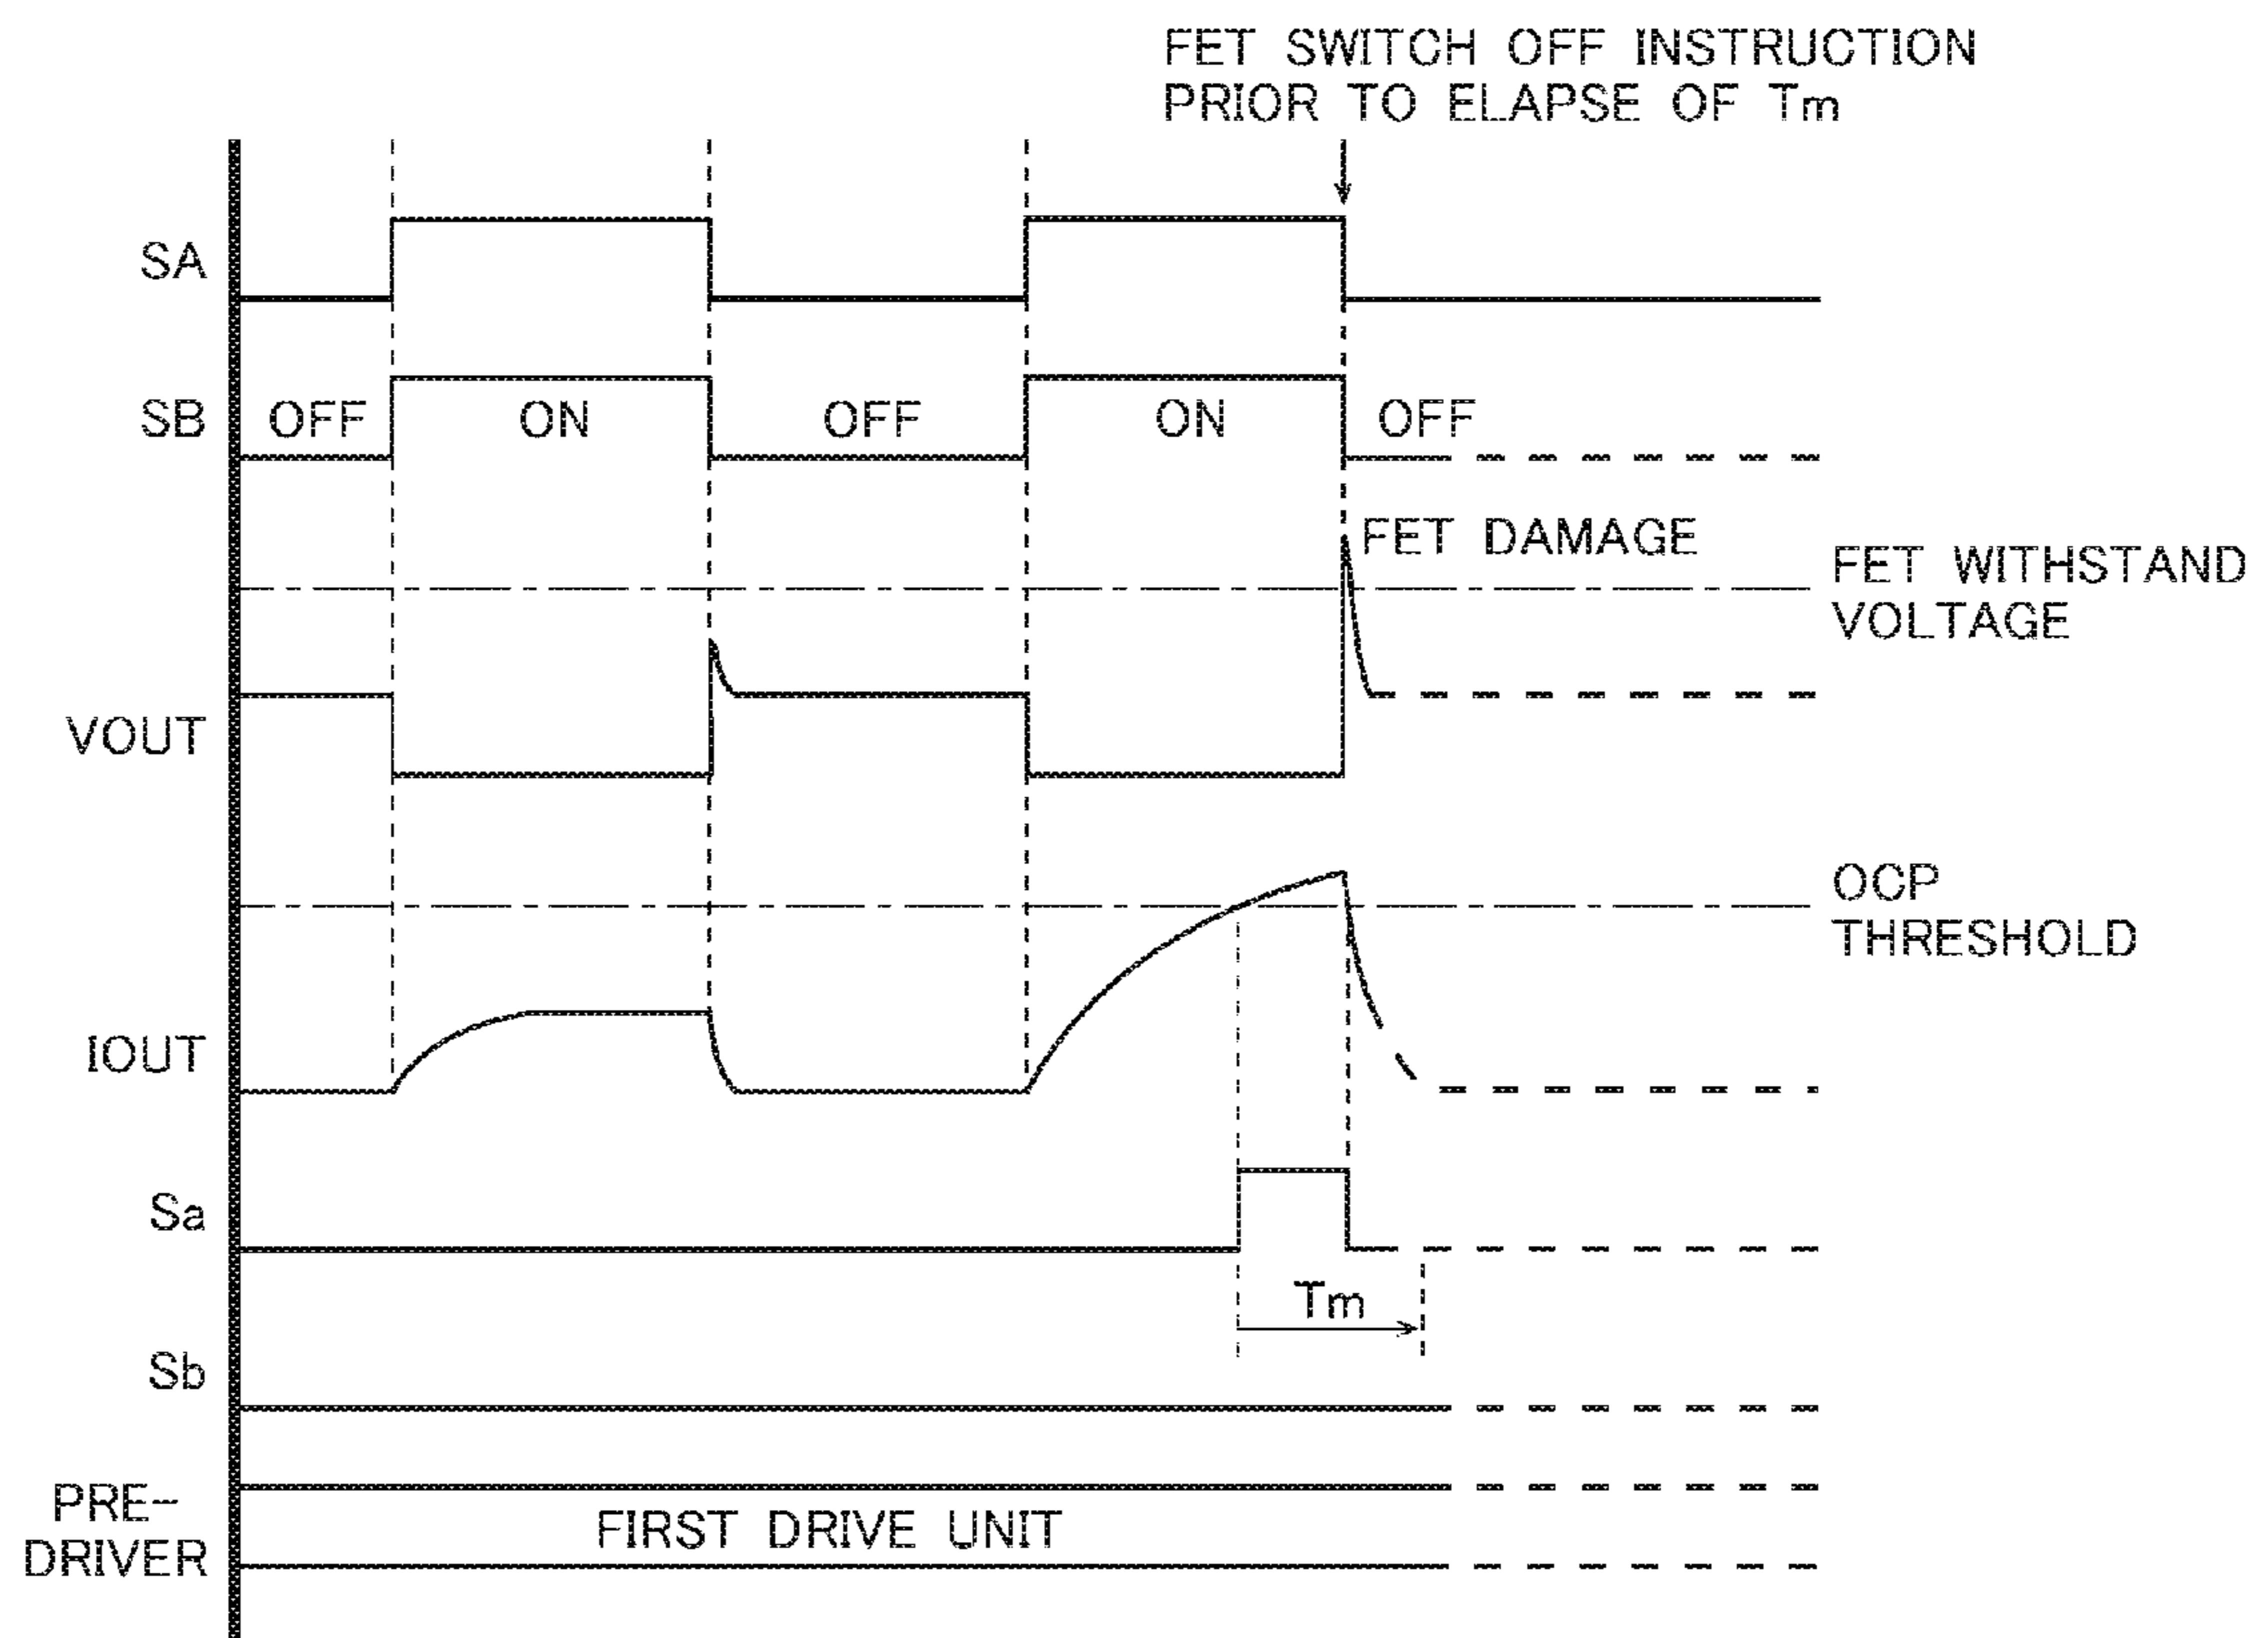 FET SWITCH OFF INSTRUCTION
PRIOR TO ELAPSE OF Tm
SA
SB
OFF
ON
OFF
ON
OFF
FET DAMAGE
FET WITHSTAND
VOLTAGE
VOUT
OCP
THRESHOLD
IOUT
Sa
Tm
Sb
PRE-
DRIVER
FIRST DRIVE UNIT